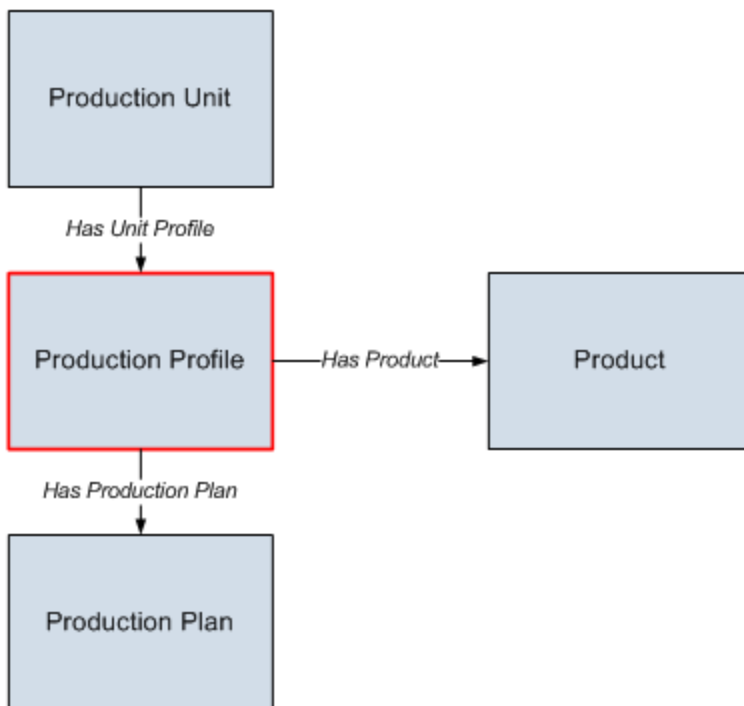 Production Unit
Has Unit Profile
Production Profile
Has Product
Product
Has Production Plan
Production Plan